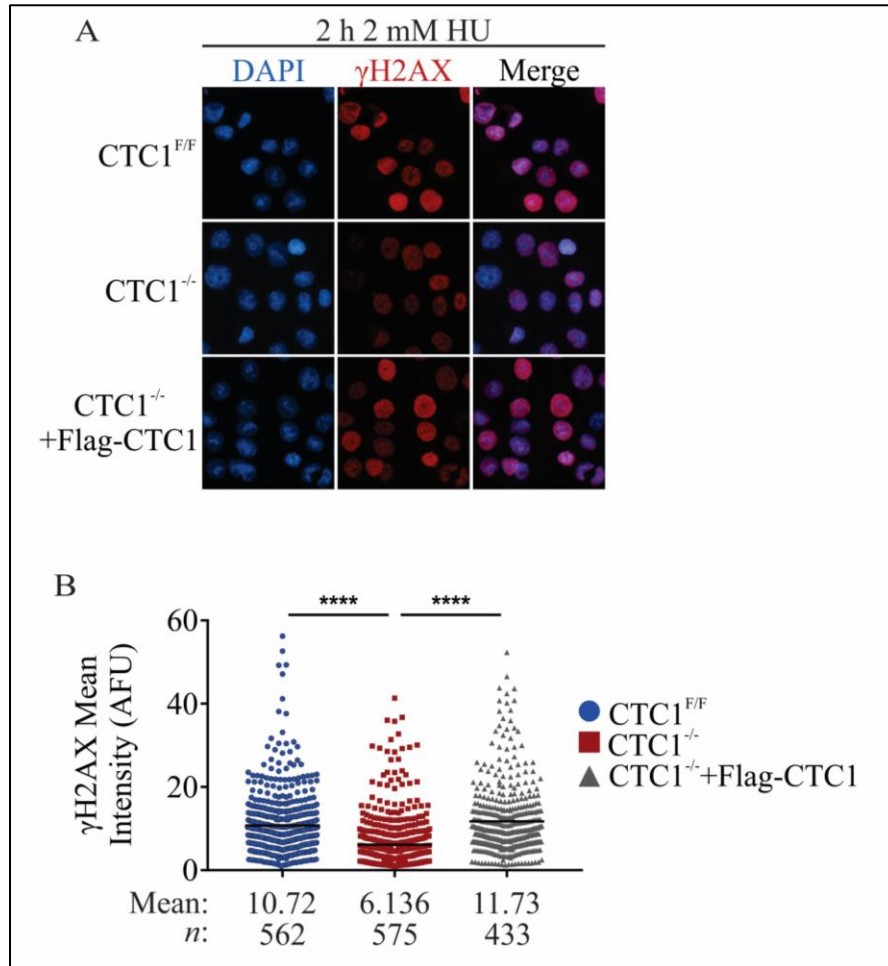 A
2 h 2 mM HU
DAPI γH2AX Merge
CTC1F/F
CTC1-/-
CTC1-/-
+Flag-CTC1
B
**** ****
γH2AX Mean
Intensity (AFU)
60
40
20
0
CTC1F/F
CTC1-/-
CTC1-/-+Flag-CTC1
Mean: 10.72 6.136 11.73
n: 562 575 433